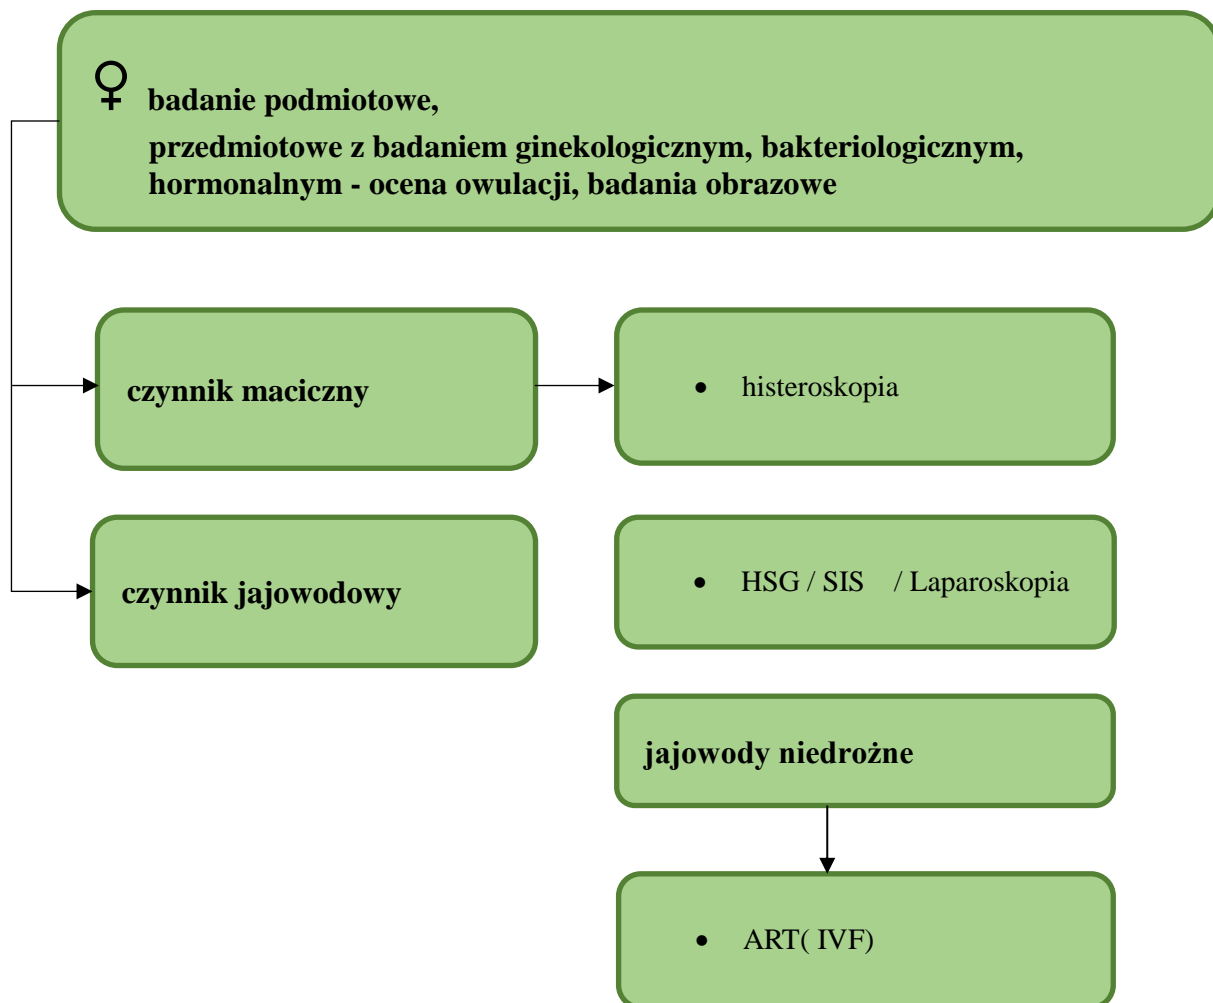 ♀ badanie podmiotowe,
przedmiotowe z badaniem ginekologicznym, bakteriologicznym,
hormonalnym - ocena owulacji, badania obrazowe
czynnik maciczny
• histeroskopia
czynnik jajowodowy
• HSG / SIS / Laparoskopia
jajowody niedrożne
• ART( IVF)